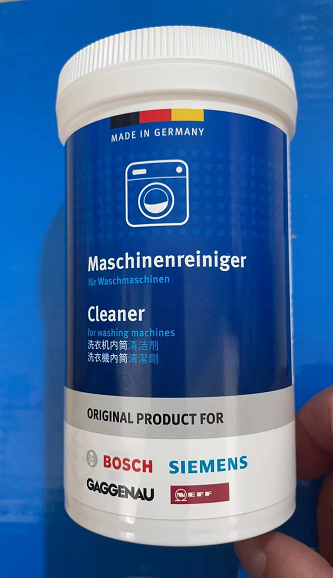 MADE IN GERMANY
Maschinenreiniger
für Waschmaschinen
Cleaner
for washing machines
洗衣机内筒清洁剂
洗衣機內筒清潔劑
ORIGINAL PRODUCT FOR
BOSCH SIEMENS
GAGGENAU NEFF